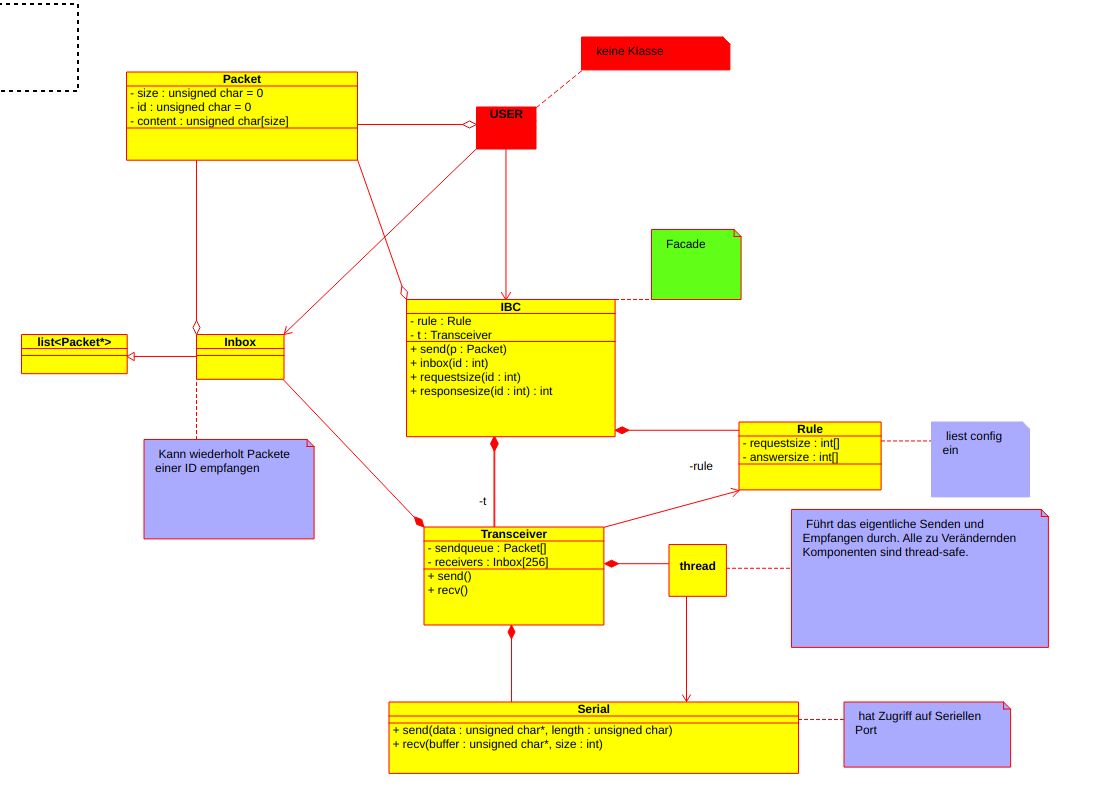 keine Klasse
Packet
- size : unsigned char = 0
- id : unsigned char = 0
- content : unsigned char[size]
USER
Facade
IBC
- rule : Rule
- t : Transceiver
+ send(p : Packet)
+ inbox(id : int)
+ requestsize(id : int)
+ responsesize(id : int) : int
list<Packet*>
Inbox
Kann wiederholt Packete
einer ID empfangen
Rule
- requestsize : int[]
- answersize : int[]
liest config
ein
-rule
-t
Transceiver
- sendqueue : Packet[]
- receivers : Inbox[256]
+ send()
+ recv()
thread
Führt das eigentliche Senden und
Empfangen durch. Alle zu Verändernden
Komponenten sind thread-safe.
Serial
+ send(data : unsigned char*, length : unsigned char)
+ recv(buffer : unsigned char*, size : int)
hat Zugriff auf Seriellen
Port